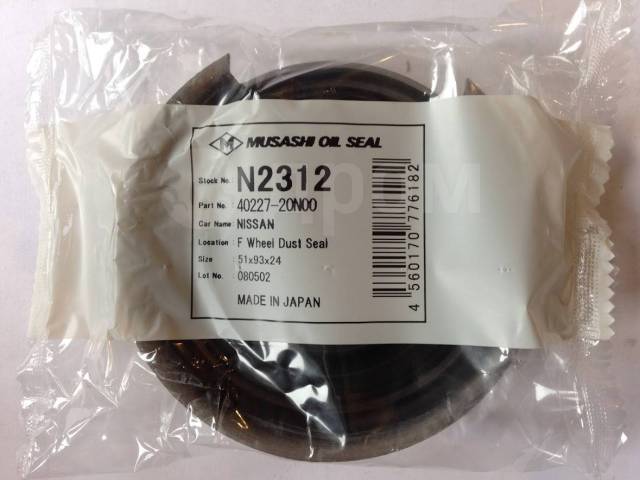 M MUSASHI OIL SEAL
Stock No. N2312
Part No. : 40227-20N00
Car Name: NISSAN
Location : F Wheel Dust Seal
Size : 51x93x24
Lot No. : 080502
MADE IN JAPAN
4 560170 776182